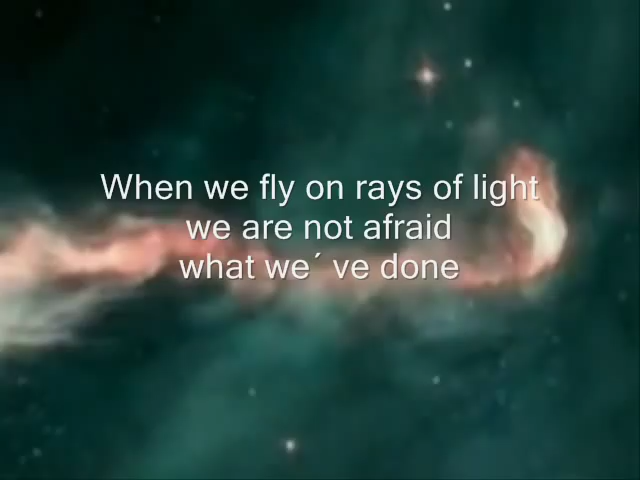 When we fly on rays of light
we are not afraid
what we´ ve done